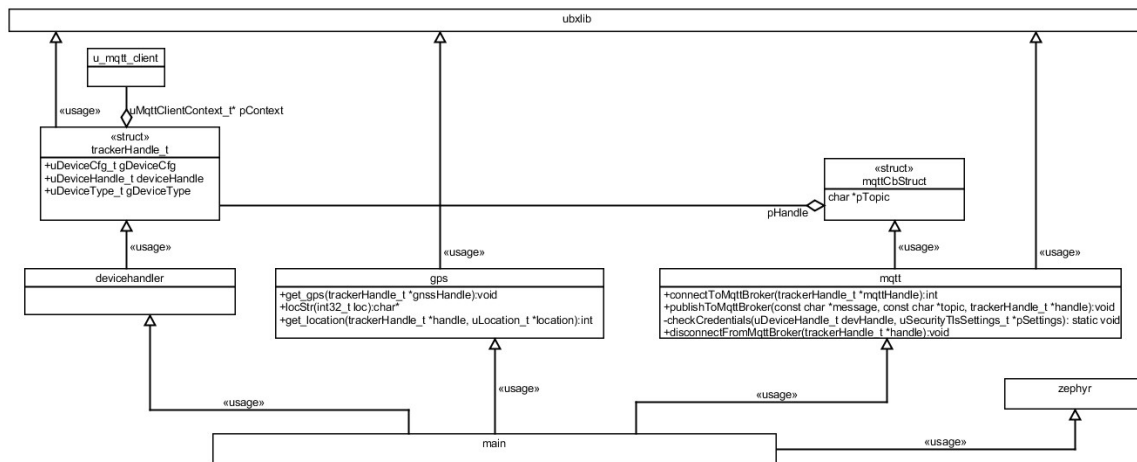 ubxlib
u_mqtt_client
«usage»
uMqttClientContext_t* pContext
«struct»
trackerHandle_t
+uDeviceCfg_t gDeviceCfg
+uDeviceHandle_t deviceHandle
+uDeviceType_t gDeviceType
«struct»
mqttCbStruct
char *pTopic
pHandle
«usage»
«usage»
«usage»
«usage»
devicehandler
gps
+get_gps(trackerHandle_t *gnssHandle):void
+locStr(int32_t loc):char*
+get_location(trackerHandle_t *handle, uLocation_t *location):int
mqtt
+connectToMqttBroker(trackerHandle_t *mqttHandle):int
+publishToMqttBroker(const char *message, const char *topic, trackerHandle_t *handle):void
-checkCredentials(uDeviceHandle_t devHandle, uSecurityTlsSettings_t *pSettings): static void
+disconnectFromMqttBroker(trackerHandle_t *handle):void
«usage»
«usage»
«usage»
zephyr
main
«usage»